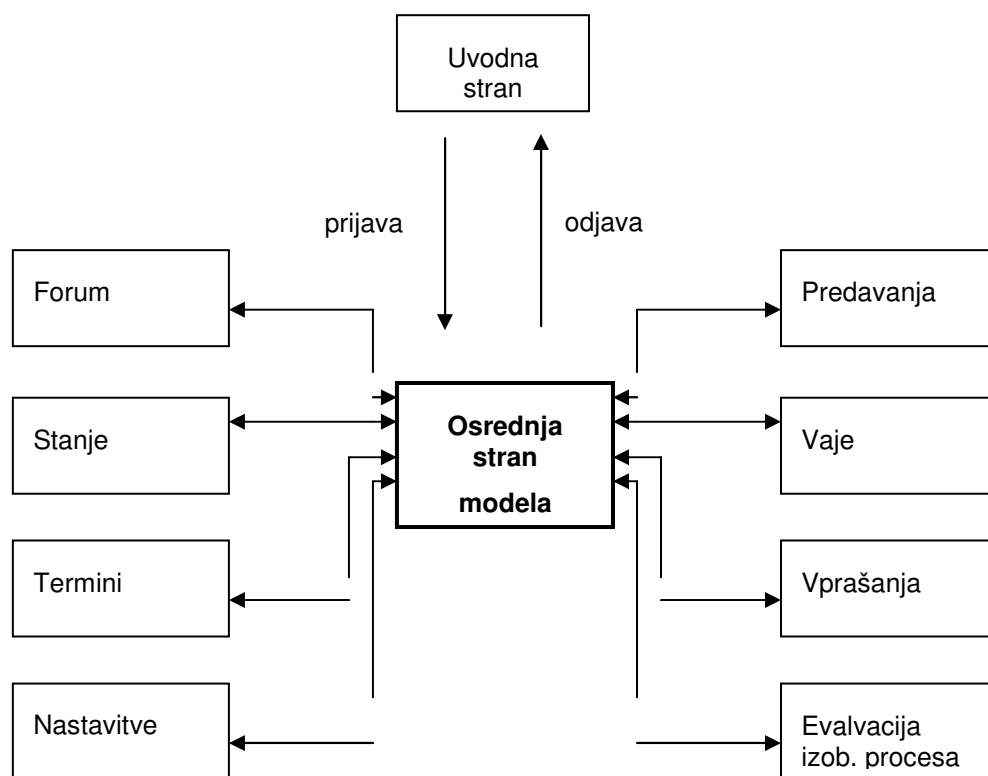 Uvodna
stran
prijava
odjava
Forum
Predavanja
Stanje
Osrednja
stran
modela
Vaje
Termini
Vprašanja
Nastavitve
Evalvacija
izob. procesa